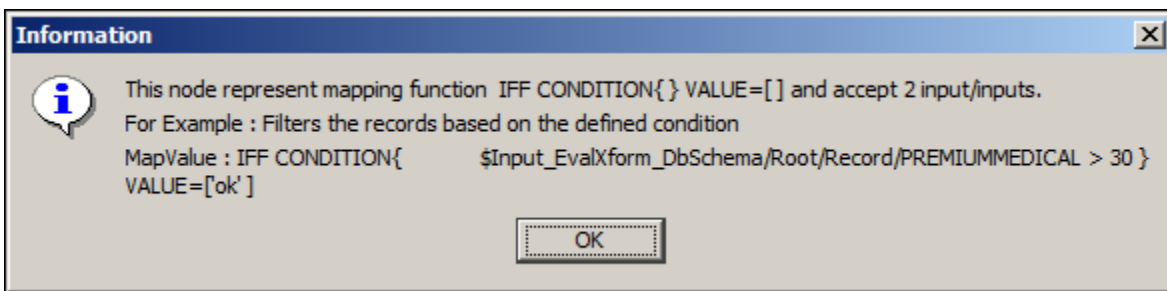 Information
This node represent mapping function IFF CONDITION{ } VALUE=[ ] and accept 2 input/inputs.
For Example : Filters the records based on the defined condition
MapValue : IFF CONDITION{ $Input_EvalXform_DbSchema/Root/Record/PREMIUMMEDICAL > 30 }
VALUE=['ok' ]
OK